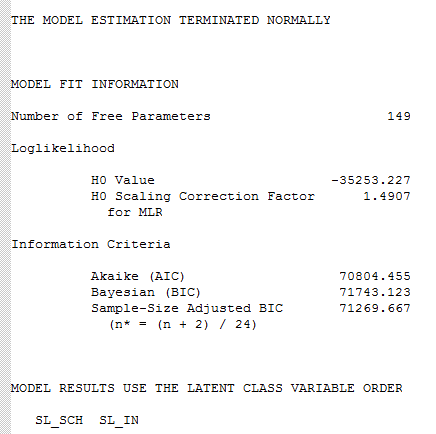 THE MODEL ESTIMATION TERMINATED NORMALLY
MODEL FIT INFORMATION
Number of Free Parameters 149
Loglikelihood
H0 Value -35253.227
H0 Scaling Correction Factor 1.4907
for MLR
Information Criteria
Akaike (AIC) 70804.455
Bayesian (BIC) 71743.123
Sample-Size Adjusted BIC 71269.667
(n* = (n + 2) / 24)
MODEL RESULTS USE THE LATENT CLASS VARIABLE ORDER
SL_SCH SL_IN